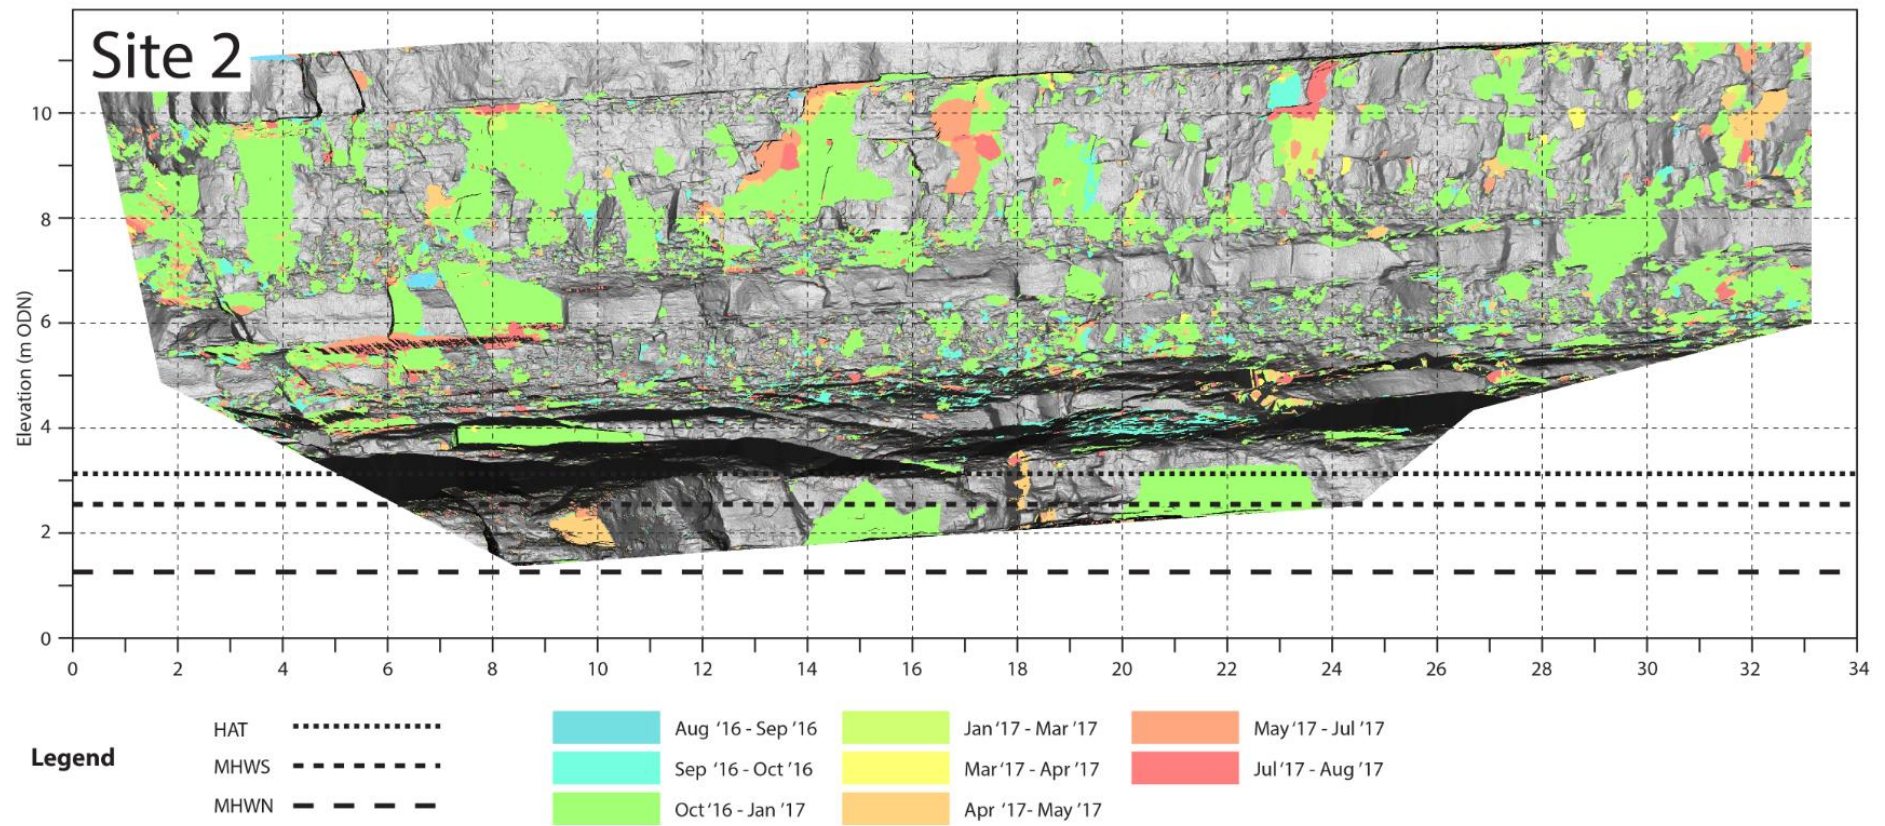 Site 2
Elevation (m ODN)
10
8
6
4
2
0
0 2 4 6 8 10 12 14 16 18 20 22 24 26 28 30 32 34
Legend
HAT
MHWS
MHWN
Aug '16 - Sep '16
Sep '16 - Oct '16
Oct '16 - Jan '17
Jan '17 - Mar '17
Mar '17 - Apr '17
Apr '17- May '17
May '17 - Jul '17
Jul '17 - Aug '17